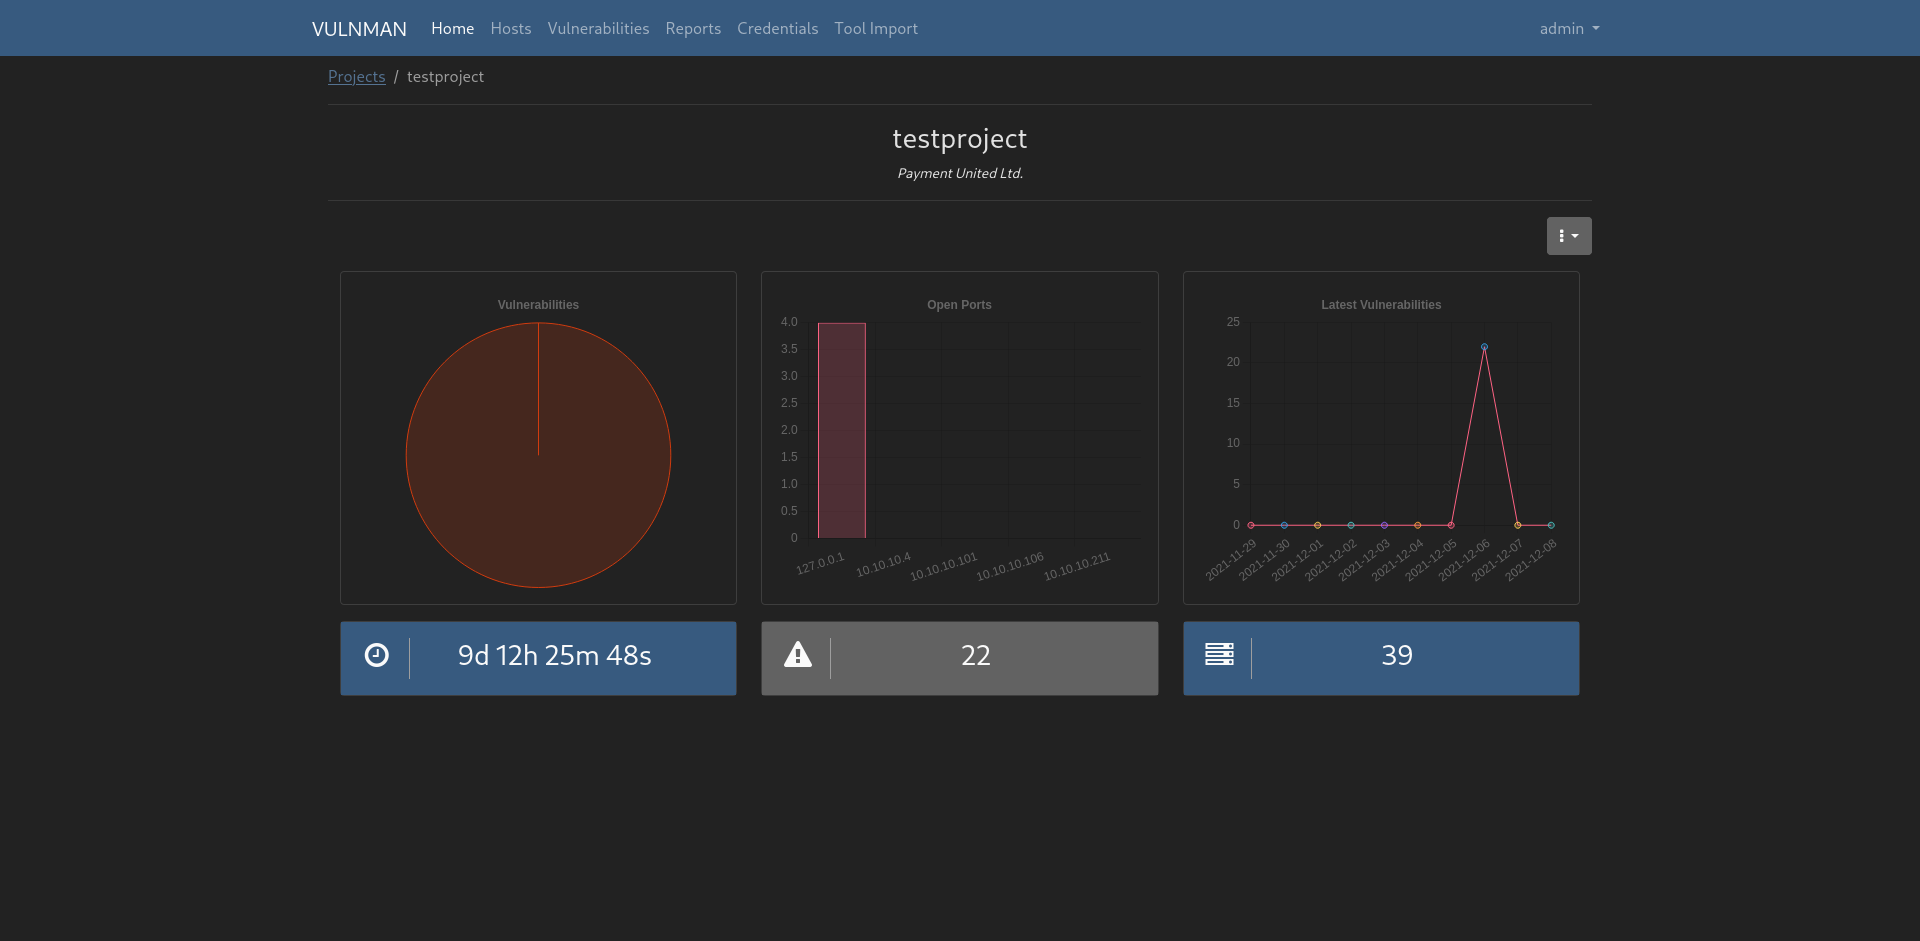 VULNMAN Home Hosts Vulnerabilities Reports Credentials Tool Import admin
Projects / testproject
testproject
Payment United Ltd.
Vulnerabilities
Open Ports
4.0
3.5
3.0
2.5
2.0
1.5
1.0
0.5
0
127.0.0.1 10.10.10.4 10.10.10.101 10.10.10.106 10.10.10.211
Latest Vulnerabilities
25
20
15
10
5
0
2021-11-29 2021-11-30 2021-12-01 2021-12-02 2021-12-03 2021-12-04 2021-12-05 2021-12-06 2021-12-07 2021-12-08
9d 12h 25m 48s
22
39